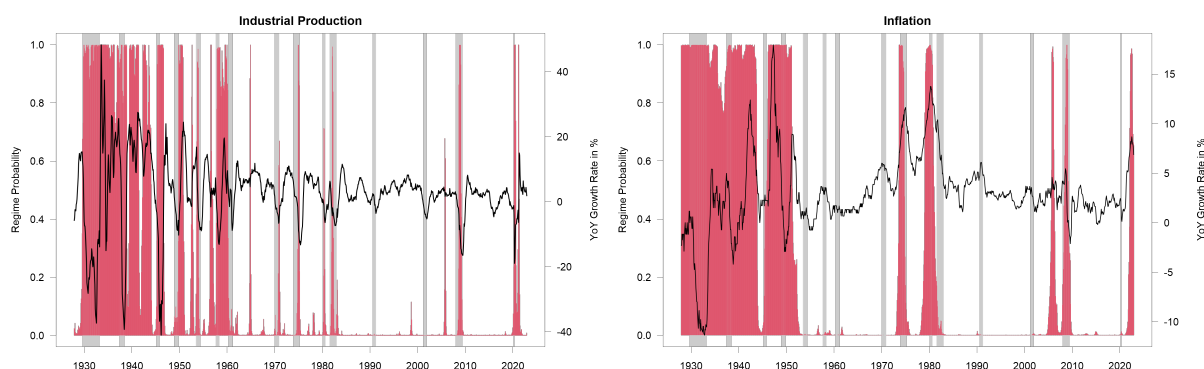 Industrial Production
Regime Probability
1.0
0.8
0.6
0.4
0.2
0.0
40
20
0
-20
-40
YoY Growth Rate in %
1930 1940 1950 1960 1970 1980 1990 2000 2010 2020
Inflation
Regime Probability
1.0
0.8
0.6
0.4
0.2
0.0
15
10
5
0
-5
-10
YoY Growth Rate in %
1930 1940 1950 1960 1970 1980 1990 2000 2010 2020